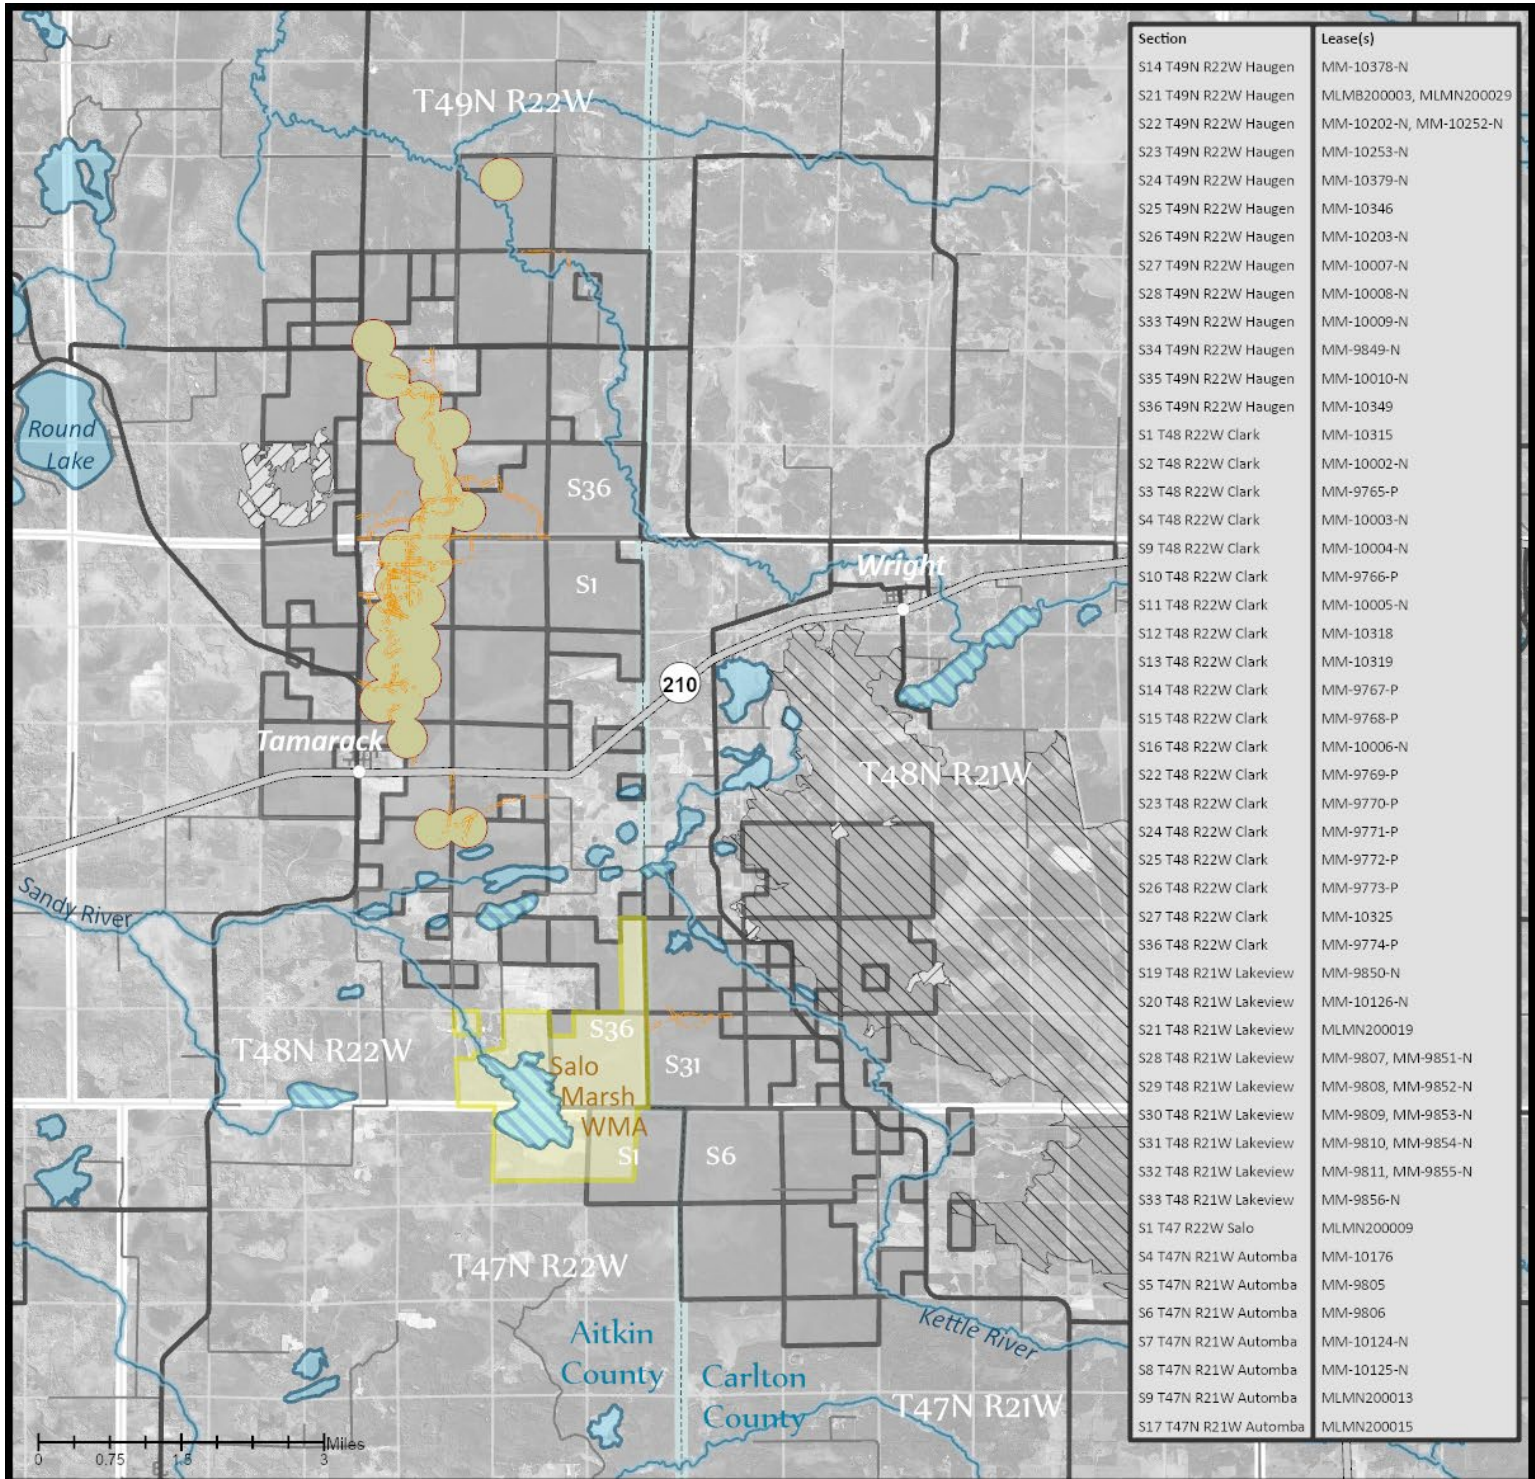 T49N R22W
Round
Lake
S36
S1
Wright
210
Tamarack
T48N R21W
Sandy River
S36
T48N R22W
Salo
Marsh
WMA
S31
S1
S6
T47N R22W
Kettle River
Aitkin
County
Carlton
County
T47N R21W
Miles
0 0.75 1.5 3
Section Lease(s)
S14 T49N R22W Haugen MM-10378-N
S21 T49N R22W Haugen MLMB200003, MLMN200029
S22 T49N R22W Haugen MM-10202-N, MM-10252-N
S23 T49N R22W Haugen MM-10253-N
S24 T49N R22W Haugen MM-10379-N
S25 T49N R22W Haugen MM-10346
S26 T49N R22W Haugen MM-10203-N
S27 T49N R22W Haugen MM-10007-N
S28 T49N R22W Haugen MM-10008-N
S33 T49N R22W Haugen MM-10009-N
S34 T49N R22W Haugen MM-9849-N
S35 T49N R22W Haugen MM-10010-N
S36 T49N R22W Haugen MM-10349
S1 T48 R22W Clark MM-10315
S2 T48 R22W Clark MM-10002-N
S3 T48 R22W Clark MM-9765-P
S4 T48 R22W Clark MM-10003-N
S9 T48 R22W Clark MM-10004-N
S10 T48 R22W Clark MM-9766-P
S11 T48 R22W Clark MM-10005-N
S12 T48 R22W Clark MM-10318
S13 T48 R22W Clark MM-10319
S14 T48 R22W Clark MM-9767-P
S15 T48 R22W Clark MM-9768-P
S16 T48 R22W Clark MM-10006-N
S22 T48 R22W Clark MM-9769-P
S23 T48 R22W Clark MM-9770-P
S24 T48 R22W Clark MM-9771-P
S25 T48 R22W Clark MM-9772-P
S26 T48 R22W Clark MM-9773-P
S27 T48 R22W Clark MM-10325
S36 T48 R22W Clark MM-9774-P
S19 T48 R21W Lakeview MM-9850-N
S20 T48 R21W Lakeview MM-10126-N
S21 T48 R21W Lakeview MLMN200019
S28 T48 R21W Lakeview MM-9807, MM-9851-N
S29 T48 R21W Lakeview MM-9808, MM-9852-N
S30 T48 R21W Lakeview MM-9809, MM-9853-N
S31 T48 R21W Lakeview MM-9810, MM-9854-N
S32 T48 R21W Lakeview MM-9811, MM-9855-N
S33 T48 R21W Lakeview MM-9856-N
S1 T47 R22W Salo MLMN200009
S4 T47N R21W Automba MM-10176
S5 T47N R21W Automba MM-9805
S6 T47N R21W Automba MM-9806
S7 T47N R21W Automba MM-10124-N
S8 T47N R21W Automba MM-10125-N
S9 T47N R21W Automba MLMN200013
S17 T47N R21W Automba MLMN200015